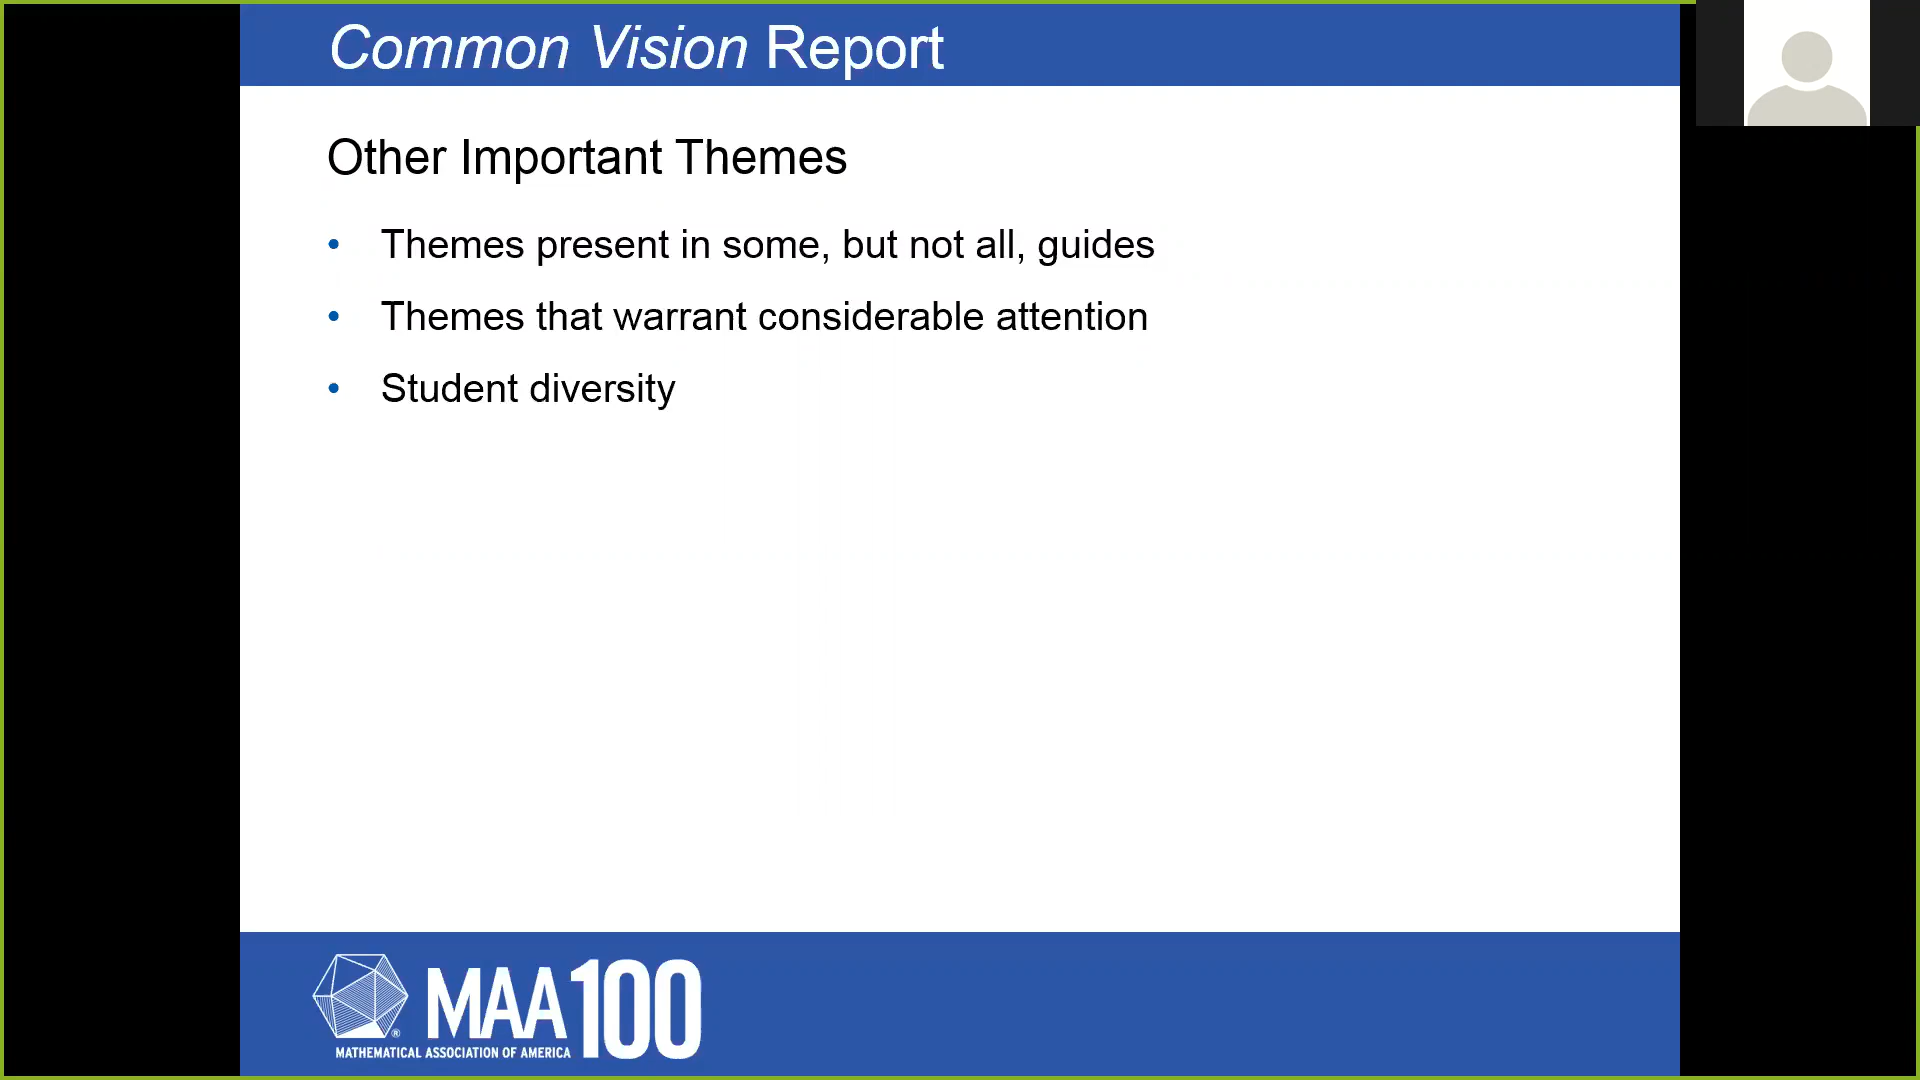 Common Vision Report
Other Important Themes
• Themes present in some, but not all, guides
• Themes that warrant considerable attention
• Student diversity
MAA100
®
MATHEMATICAL ASSOCIATION OF AMERICA